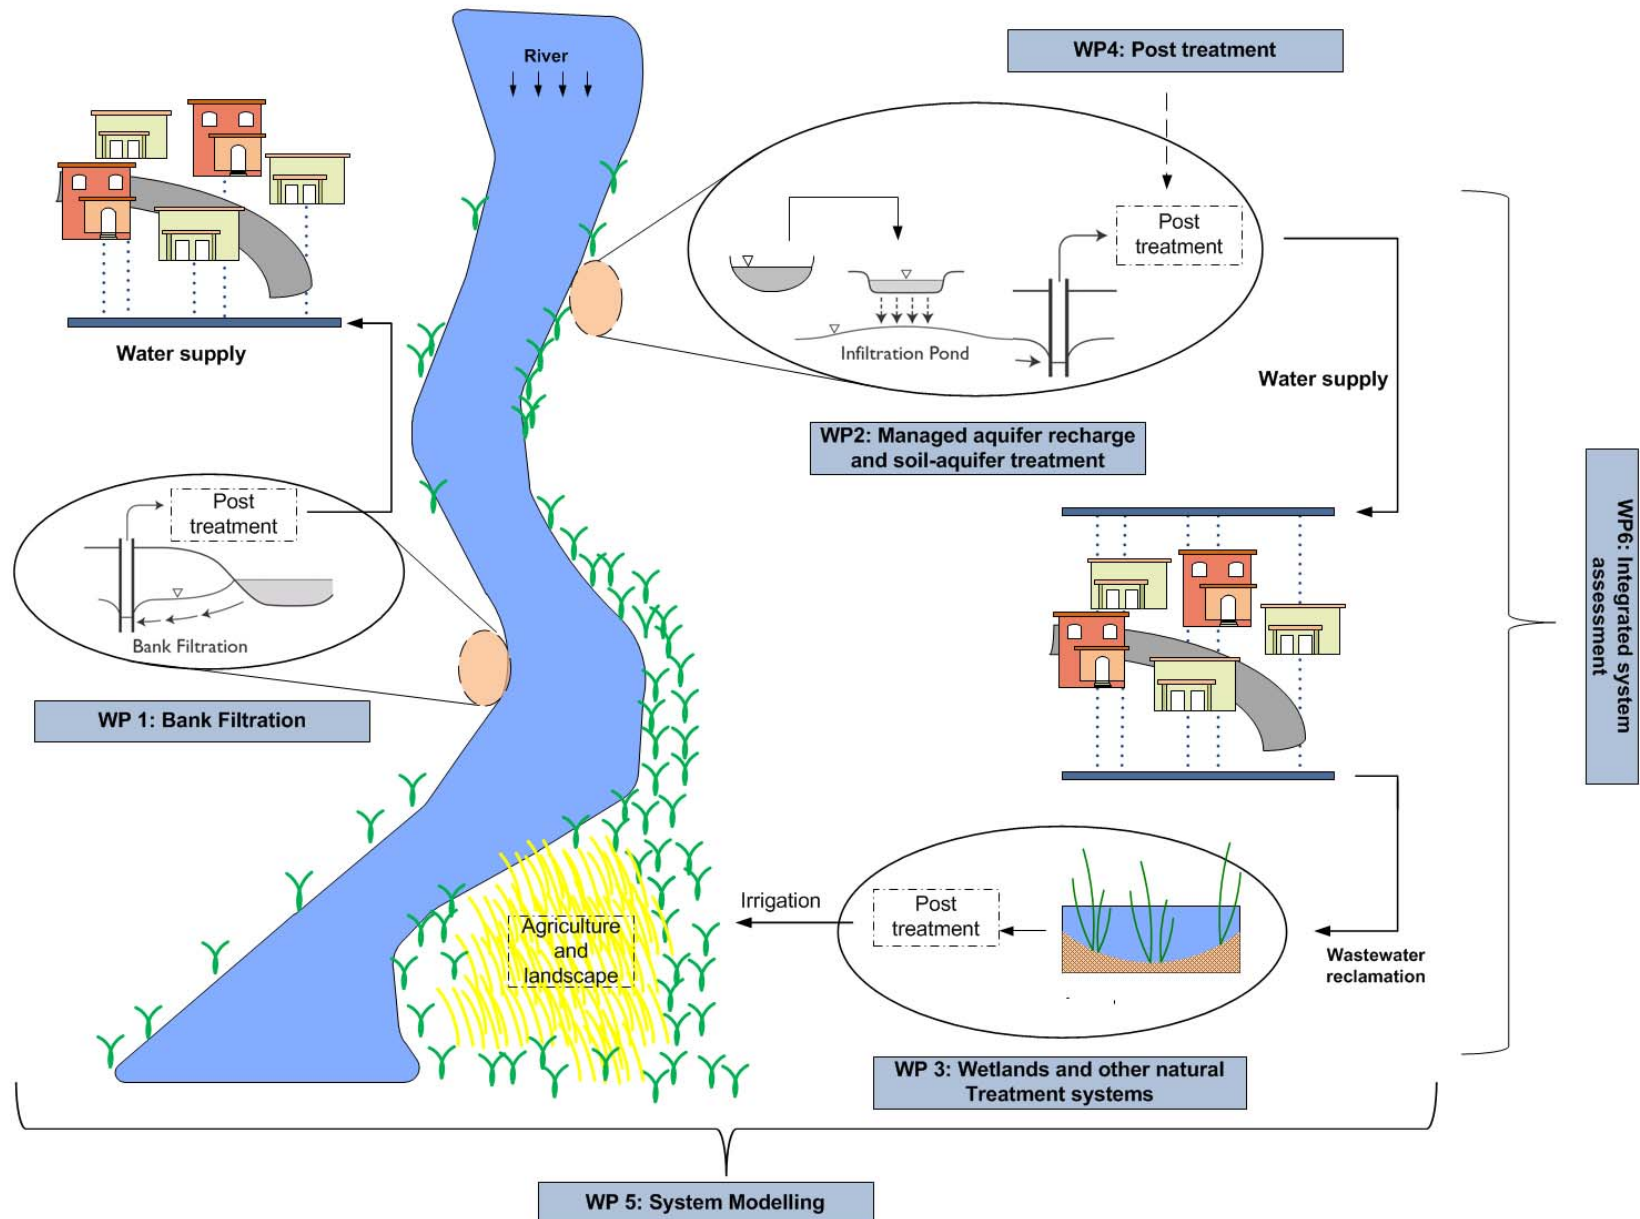 River
WP4: Post treatment
Post
treatment
Infiltration Pond
Water supply
Water supply
WP2: Managed aquifer recharge
and soil-aquifer treatment
Post
treatment
Bank Filtration
WP 1: Bank Filtration
WP6: Integrated system
assessment
Irrigation
Post
treatment
Agriculture
and
landscape
Wastewater
reclamation
WP 3: Wetlands and other natural
Treatment systems
WP 5: System Modelling